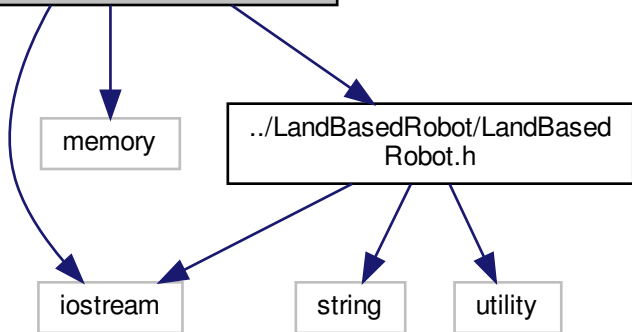 memory
../LandBasedRobot/LandBased
Robot.h
iostream
string
utility